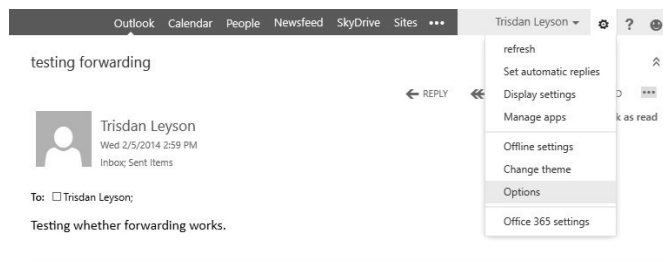 Outlook Calendar People Newsfeed SkyDrive Sites ••• Trisdan Leyson ?
testing forwarding
refresh
Set automatic replies
Display settings
Manage apps
Offline settings
Change theme
Options
Office 365 settings
REPLY
as read
Trisdan Leyson
Wed 2/5/2014 2:59 PM
Inbox; Sent Items
To: Trisdan Leyson;
Testing whether forwarding works.